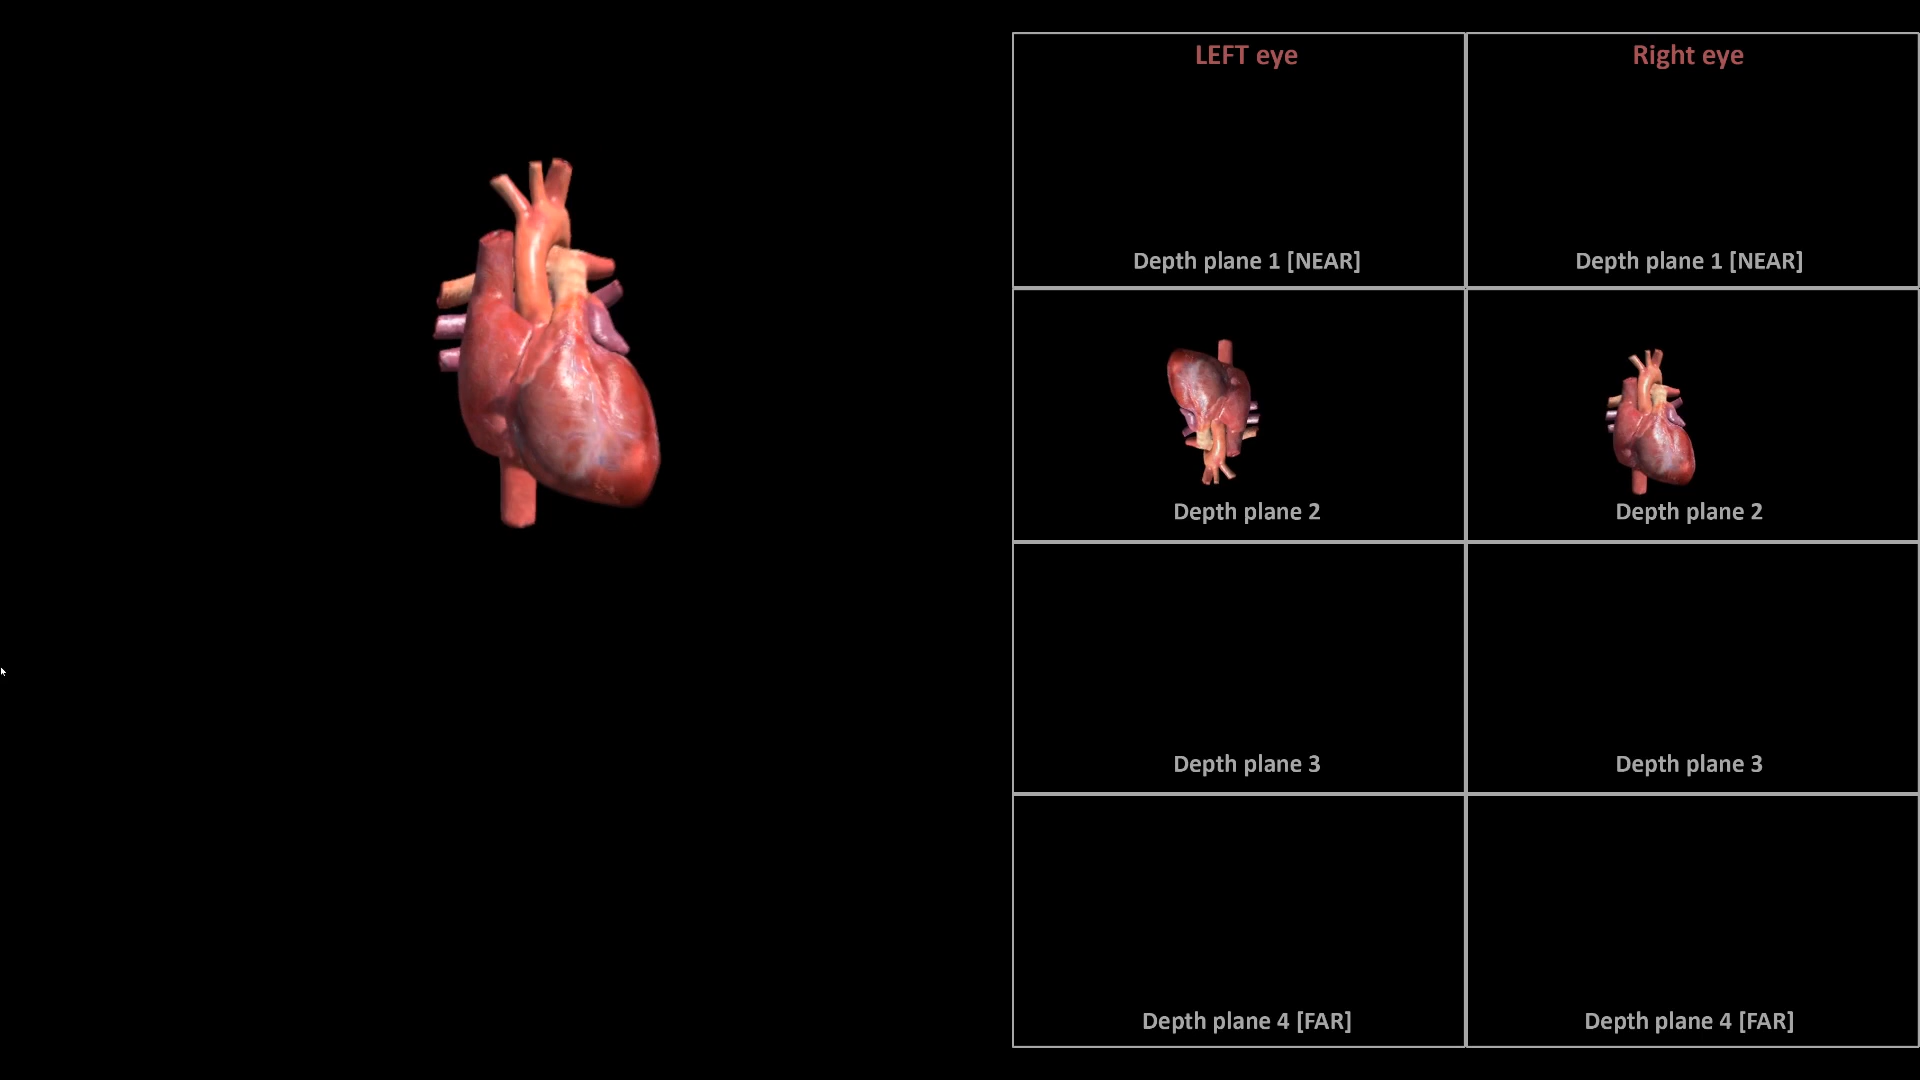 LEFT eye
Right eye
Depth plane 1 [NEAR]
Depth plane 1 [NEAR]
Depth plane 2
Depth plane 2
Depth plane 3
Depth plane 3
Depth plane 4 [FAR]
Depth plane 4 [FAR]